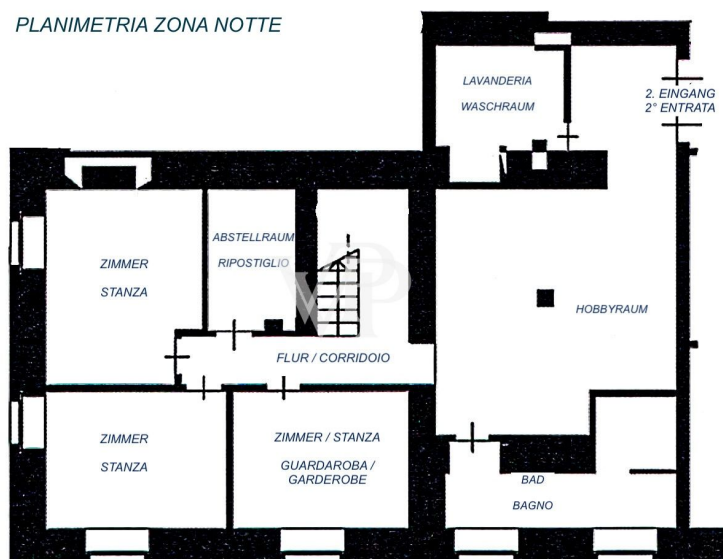 PLANIMETRIA ZONA NOTTE
LAVANDERIA
WASCHRAUM
2. EINGANG
2° ENTRATA
ABSTELLRAUM
RIPOSTIGLIO
ZIMMER
STANZA
HOBBYRAUM
FLUR / CORRIDOIO
ZIMMER
STANZA
ZIMMER / STANZA
GUARDAROBA /
GARDEROBE
BAD
BAGNO
VPP